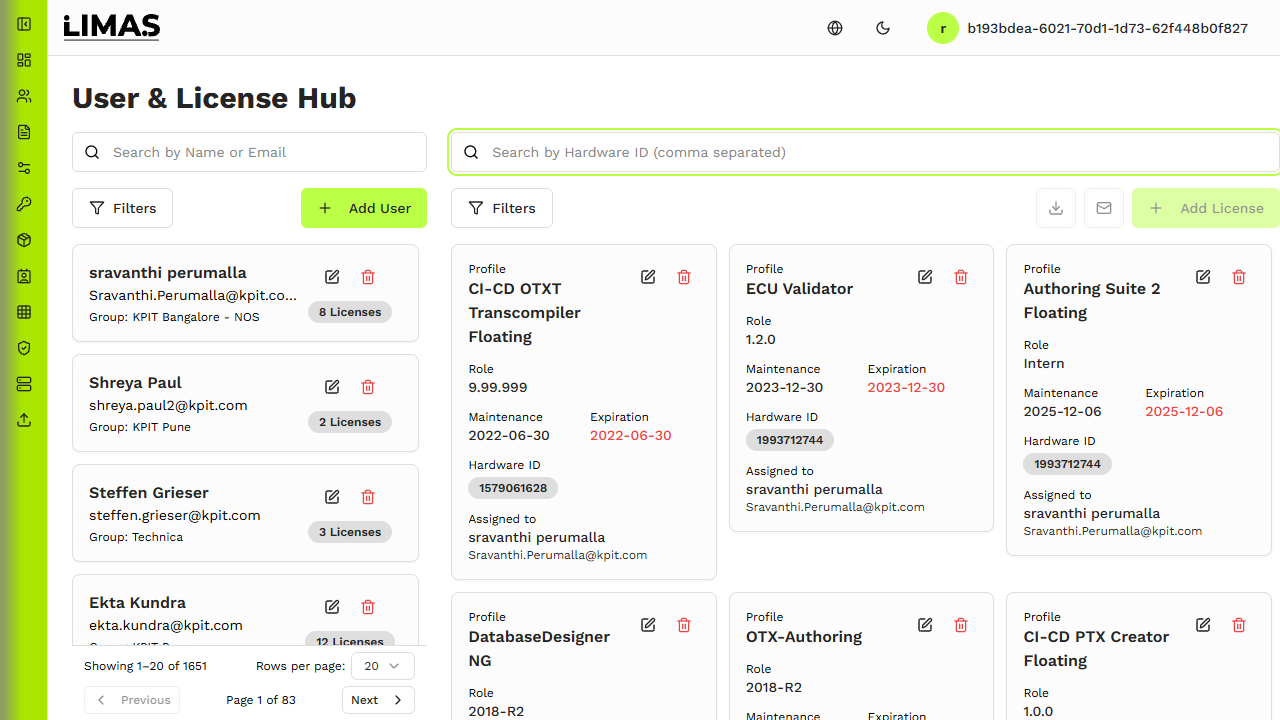 LIMAS
r
b193bdea-6021-70d1-1d73-62f448b0f827
User & License Hub
Search by Name or Email
Search by Hardware ID (comma separated)
Filters
Add User
Filters
Add License
sravanthi perumalla
Sravanthi.Perumalla@kpit.co...
Group: KPIT Bangalore - NOS
8 Licenses
Shreya Paul
shreya.paul2@kpit.com
Group: KPIT Pune
2 Licenses
Steffen Grieser
steffen.grieser@kpit.com
Group: Technica
3 Licenses
Ekta Kundra
ekta.kundra@kpit.com
12 Licenses
Showing 1–20 of 1651
Rows per page:
20
Previous
Page 1 of 83
Next
Profile
CI-CD OTXT
Transcompiler
Floating
Role
9.99.999
Maintenance
2022-06-30
Expiration
2022-06-30
Hardware ID
1579061628
Assigned to
sravanthi perumalla
Sravanthi.Perumalla@kpit.com
Profile
ECU Validator
Role
1.2.0
Maintenance
2023-12-30
Expiration
2023-12-30
Hardware ID
1993712744
Assigned to
sravanthi perumalla
Sravanthi.Perumalla@kpit.com
Profile
Authoring Suite 2
Floating
Role
Intern
Maintenance
2025-12-06
Expiration
2025-12-06
Hardware ID
1993712744
Assigned to
sravanthi perumalla
Sravanthi.Perumalla@kpit.com
Profile
DatabaseDesigner
NG
Role
2018-R2
Profile
OTX-Authoring
Role
2018-R2
Maintenance
Expiration
Profile
CI-CD PTX Creator
Floating
Role
1.0.0